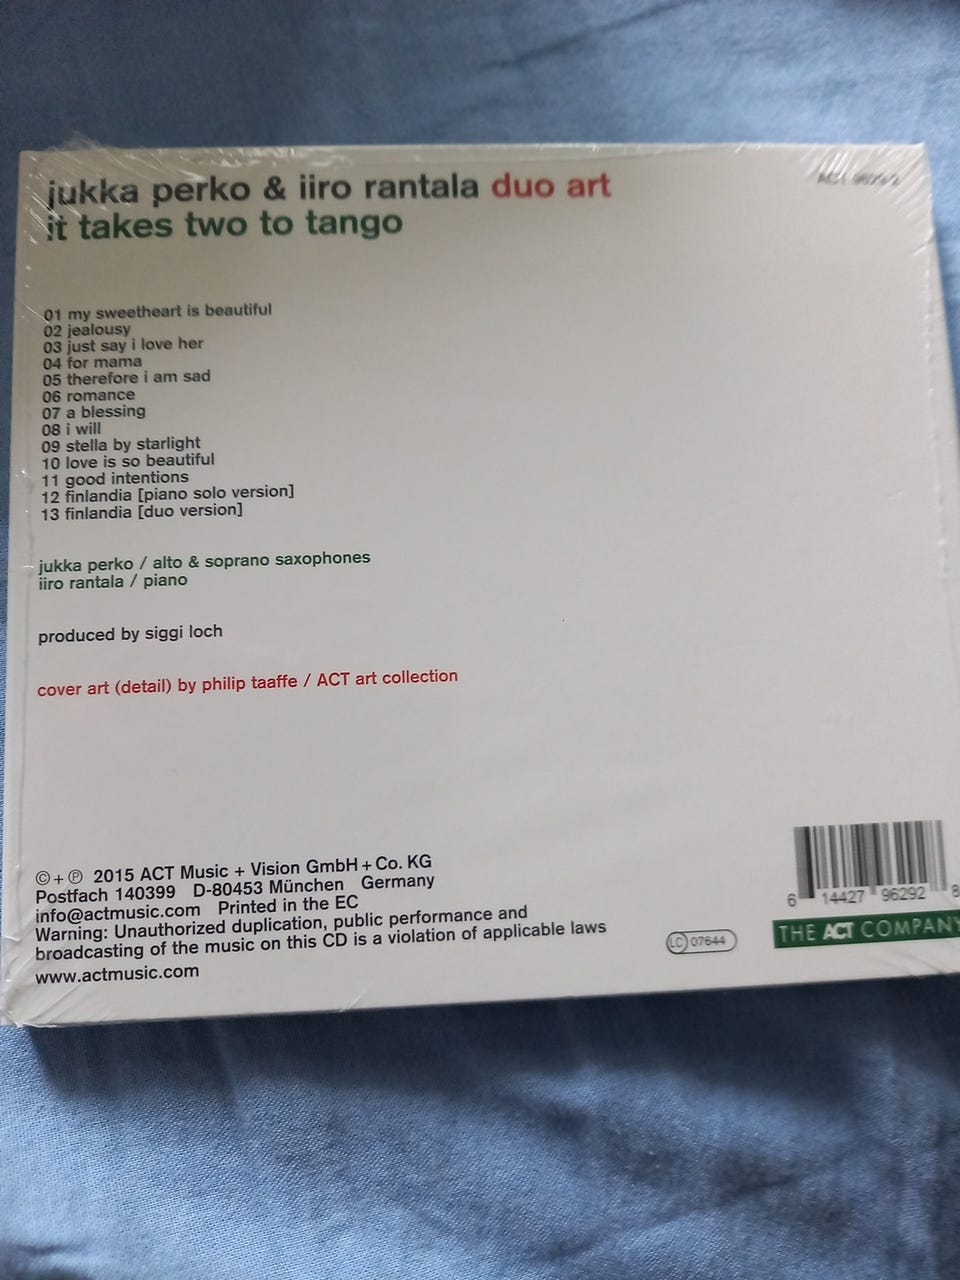 jukka perko & iiro rantala duo art
it takes two to tango
ACT 9629-2
01 my sweetheart is beautiful
02 jealousy
03 just say i love her
04 for mama
05 therefore i am sad
06 romance
07 a blessing
08 i will
09 stella by starlight
10 love is so beautiful
11 good intentions
12 finlandia [piano solo version]
13 finlandia [duo version]
jukka perko / alto & soprano saxophones
iiro rantala / piano
produced by siggi loch
cover art (detail) by philip taaffe / ACT art collection
©+℗ 2015 ACT Music + Vision GmbH + Co. KG
Postfach 140399 D-80453 München Germany
info@actmusic.com Printed in the EC
Warning: Unauthorized duplication, public performance and
broadcasting of the music on this CD is a violation of applicable laws
www.actmusic.com
LC 07644
6 14427 96292 8
THE ACT COMPANY